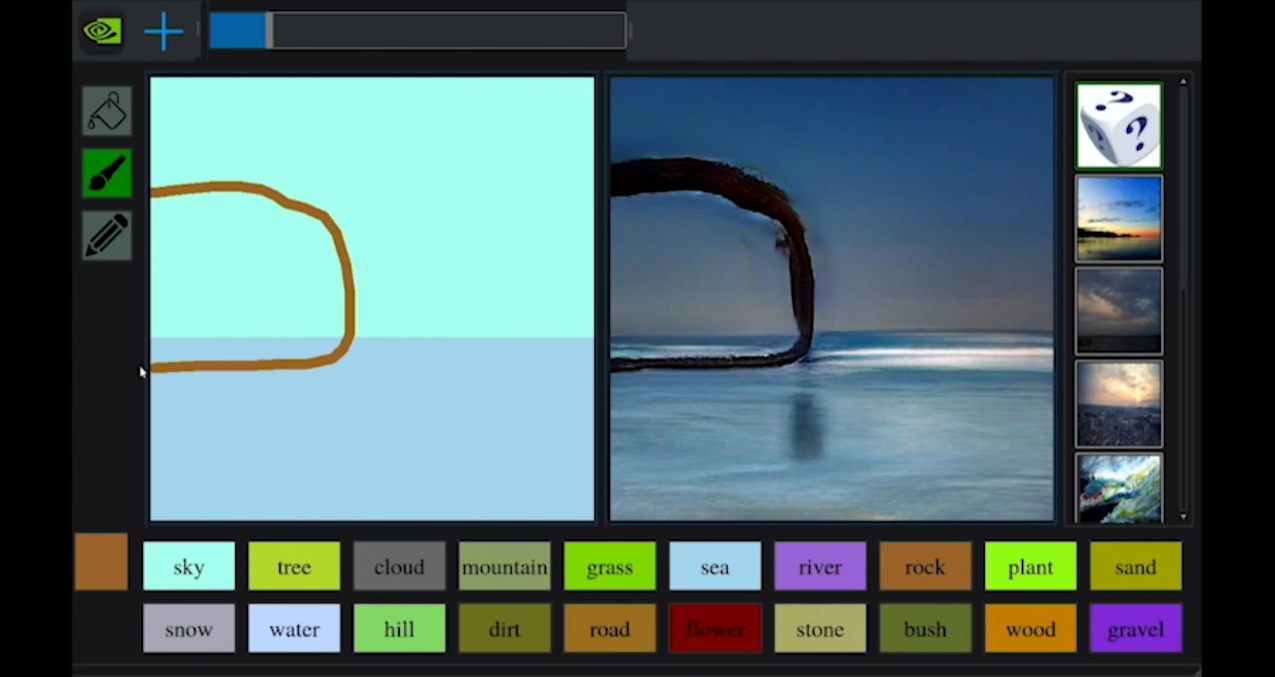 sky tree cloud mountain grass sea river rock plant sand
snow water hill dirt road flower stone bush wood gravel